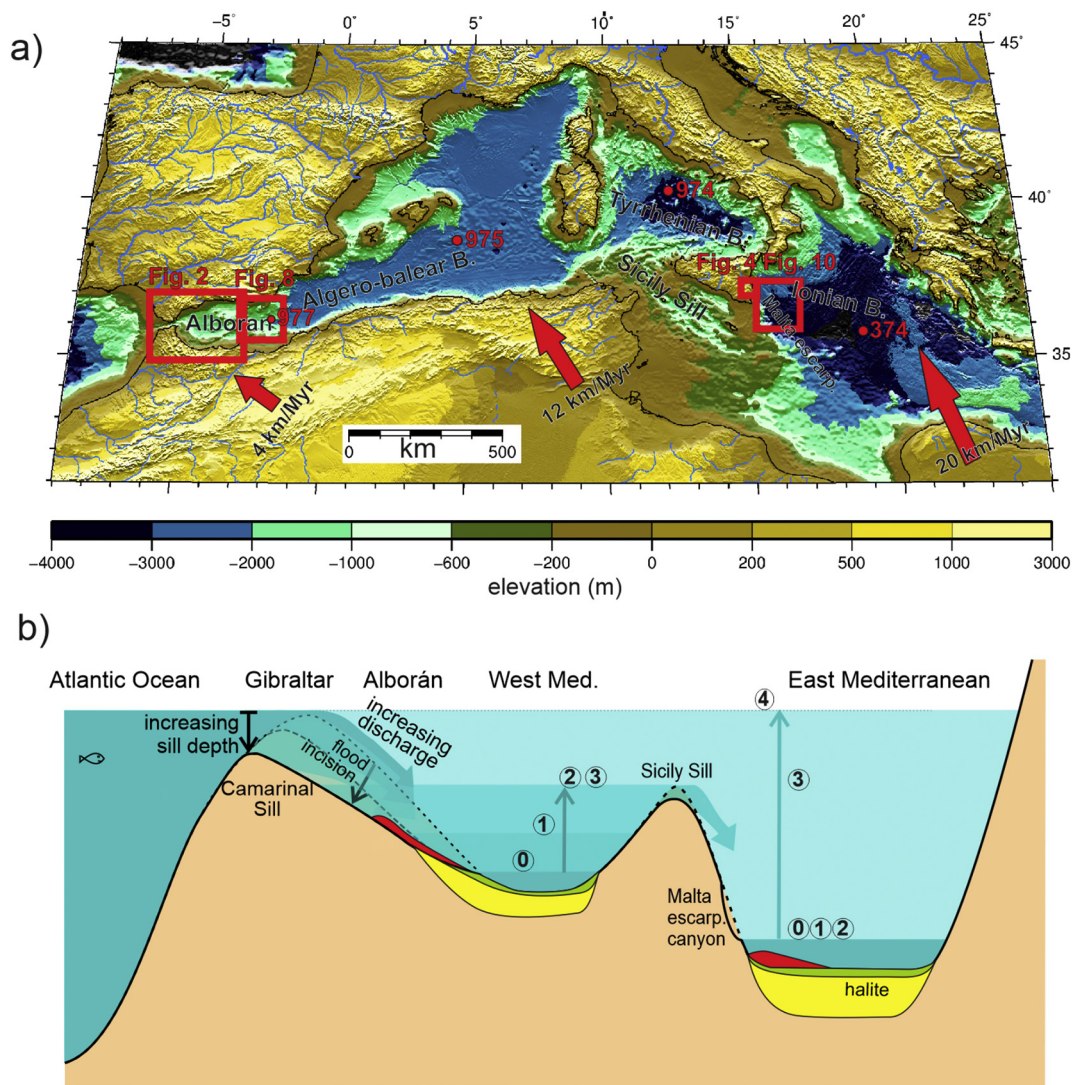 a)
−5°
0°
5°
10°
15°
20°
25°
45°
40°
35°
974
Tyrrhenian B.
975
Algero-balear B.
Sicily Sill
Fig. 2
Fig. 8
Fig. 4
Fig. 10
Alboran
977
Ionian B.
Malta escarp.
374
4 km/Myr
12 km/Myr
20 km/Myr
0
km
500
−4000
−3000
−2000
−1000
−600
−200
0
200
500
1000
3000
elevation (m)
b)
Atlantic Ocean
Gibraltar
Alborán
West Med.
East Mediterranean
increasing
sill depth
increasing
discharge
flood
incision
Camarinal
Sill
Sicily Sill
4
3
2 3
1
0
Malta
escarp.
canyon
0 1 2
halite